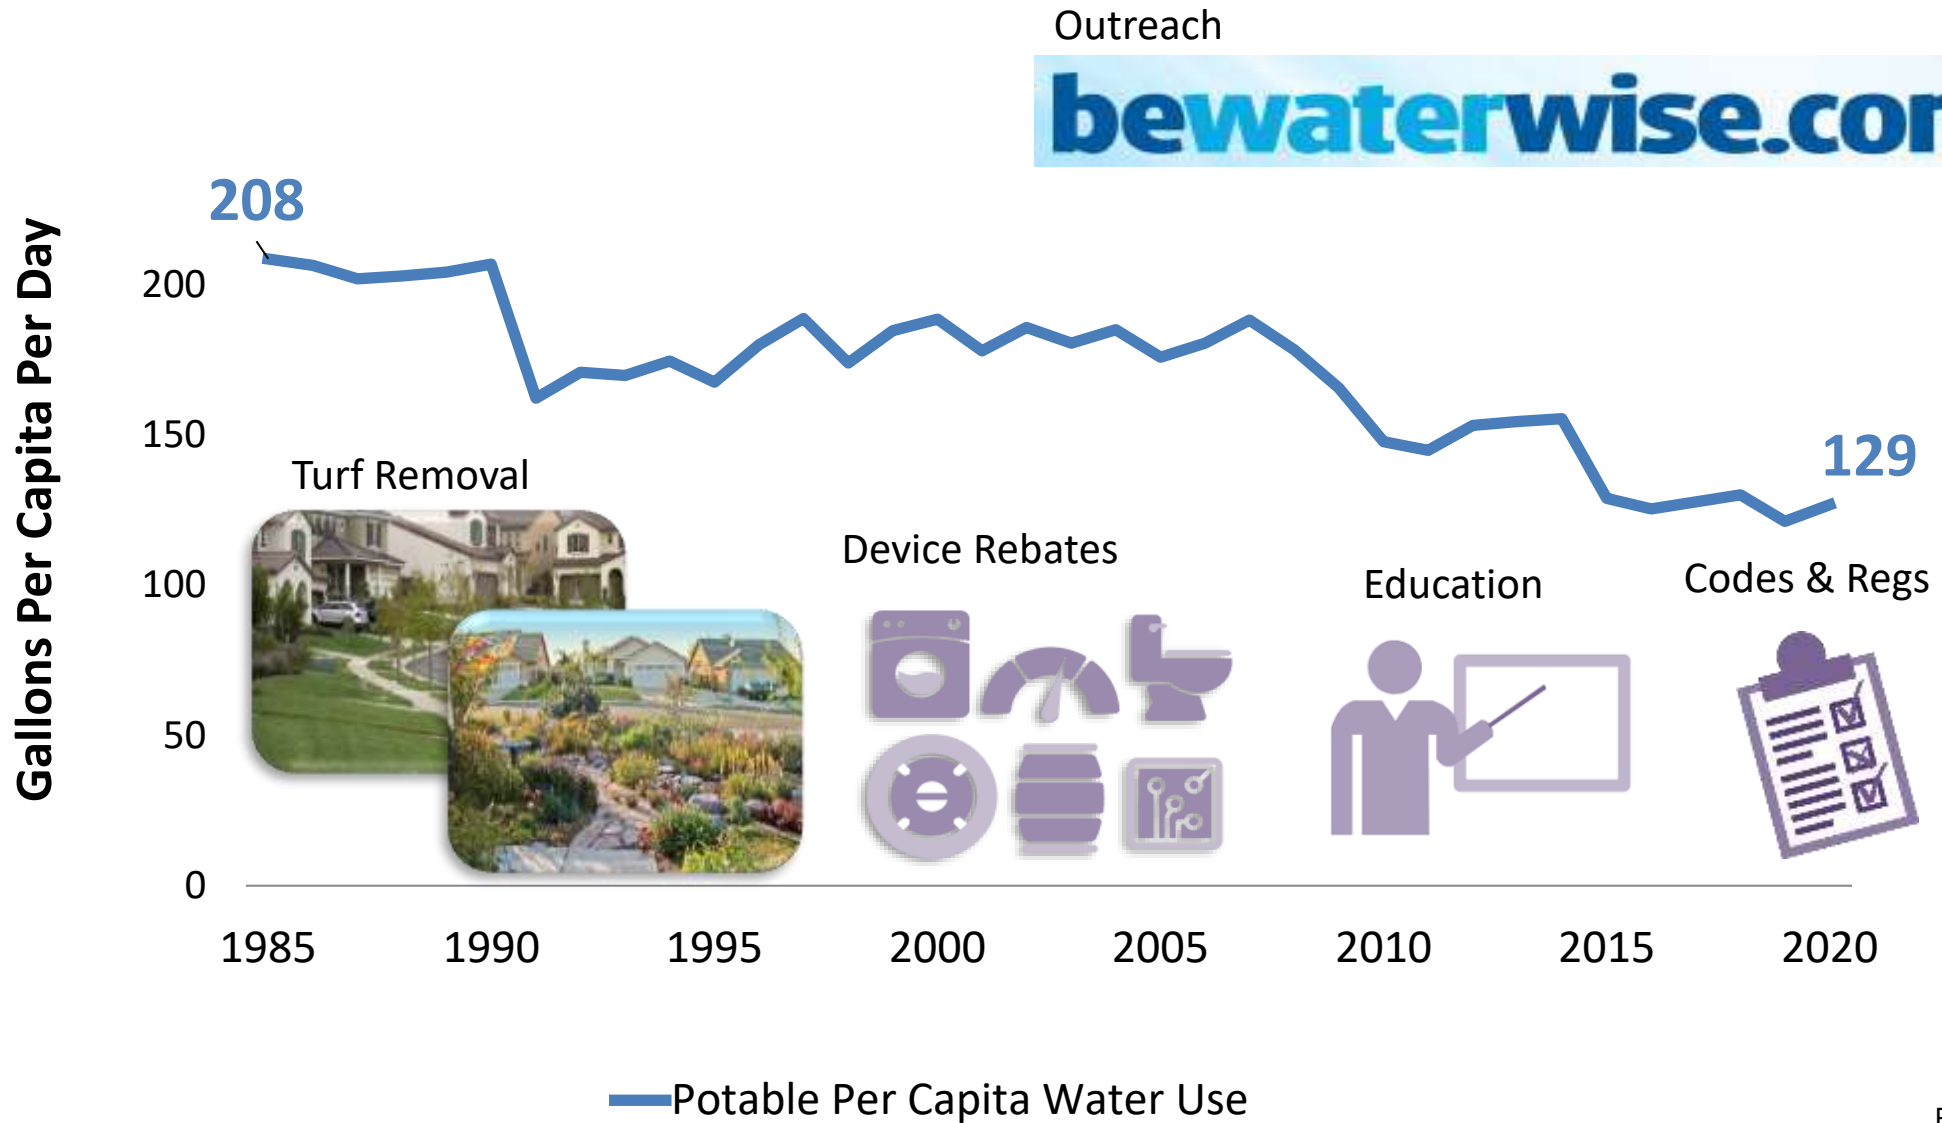 Outreach
bewaterwise.com
208
Gallons Per Capita Per Day
200
150
100
50
0
129
Turf Removal
Device Rebates
Education
Codes & Regs
1985 1990 1995 2000 2005 2010 2015 2020
Potable Per Capita Water Use